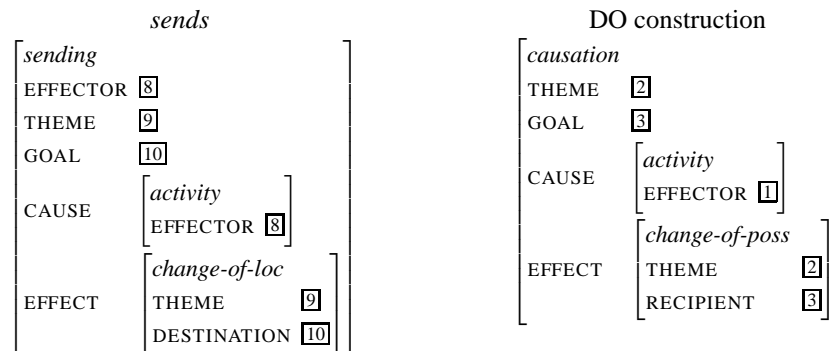 sends
sending
EFFECTOR 8
THEME 9
GOAL 10
CAUSE
activity
EFFECTOR 8
EFFECT
change-of-loc
THEME 9
DESTINATION 10
DO construction
causation
THEME 2
GOAL 3
CAUSE
activity
EFFECTOR 1
EFFECT
change-of-poss
THEME 2
RECIPIENT 3